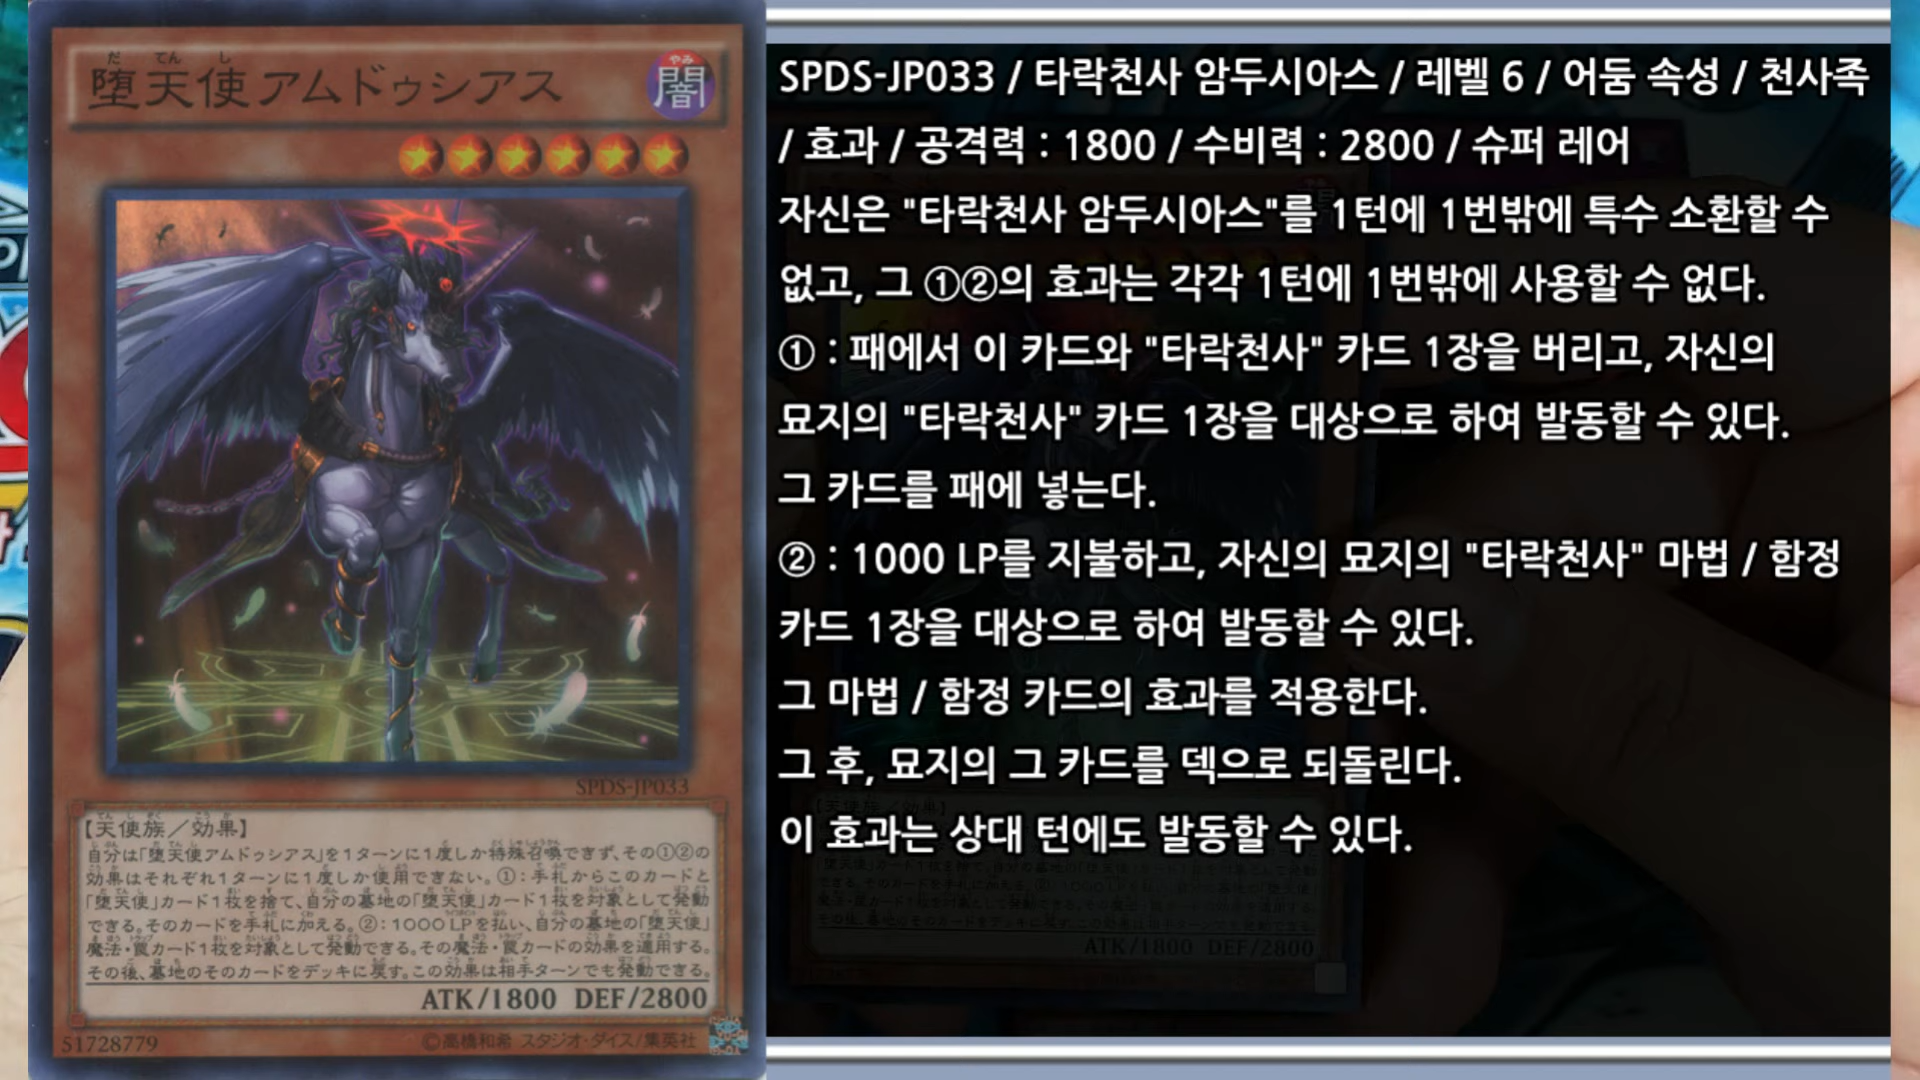 堕天使アムドゥシアス
闇
SPDS-JP033
【天使族／効果】
自分は「堕天使アムドゥシアス」を1ターンに1度しか特殊召喚できず、その①②の
効果はそれぞれ1ターンに1度しか使用できない。①：手札からこのカードと
「堕天使」カード1枚を捨て、自分の墓地の「堕天使」カード1枚を対象として発動
できる。そのカードを手札に加える。②：1000LPを払い、自分の墓地の「堕天使」
魔法・罠カード1枚を対象として発動できる。その魔法・罠カードの効果を適用する。
その後、墓地のそのカードをデッキに戻す。この効果は相手ターンでも発動できる。
ATK/1800 DEF/2800
51728779
©高橋和希 スタジオ・ダイス/集英社
SPDS-JP033 / 타락천사 암두시아스 / 레벨 6 / 어둠 속성 / 천사족
/ 효과 / 공격력 : 1800 / 수비력 : 2800 / 슈퍼 레어
자신은 "타락천사 암두시아스"를 1턴에 1번밖에 특수 소환할 수
없고, 그 ①②의 효과는 각각 1턴에 1번밖에 사용할 수 없다.
① : 패에서 이 카드와 "타락천사" 카드 1장을 버리고, 자신의
묘지의 "타락천사" 카드 1장을 대상으로 하여 발동할 수 있다.
그 카드를 패에 넣는다.
② : 1000 LP를 지불하고, 자신의 묘지의 "타락천사" 마법 / 함정
카드 1장을 대상으로 하여 발동할 수 있다.
그 마법 / 함정 카드의 효과를 적용한다.
그 후, 묘지의 그 카드를 덱으로 되돌린다.
이 효과는 상대 턴에도 발동할 수 있다.
ATK/1800 DEF/2800